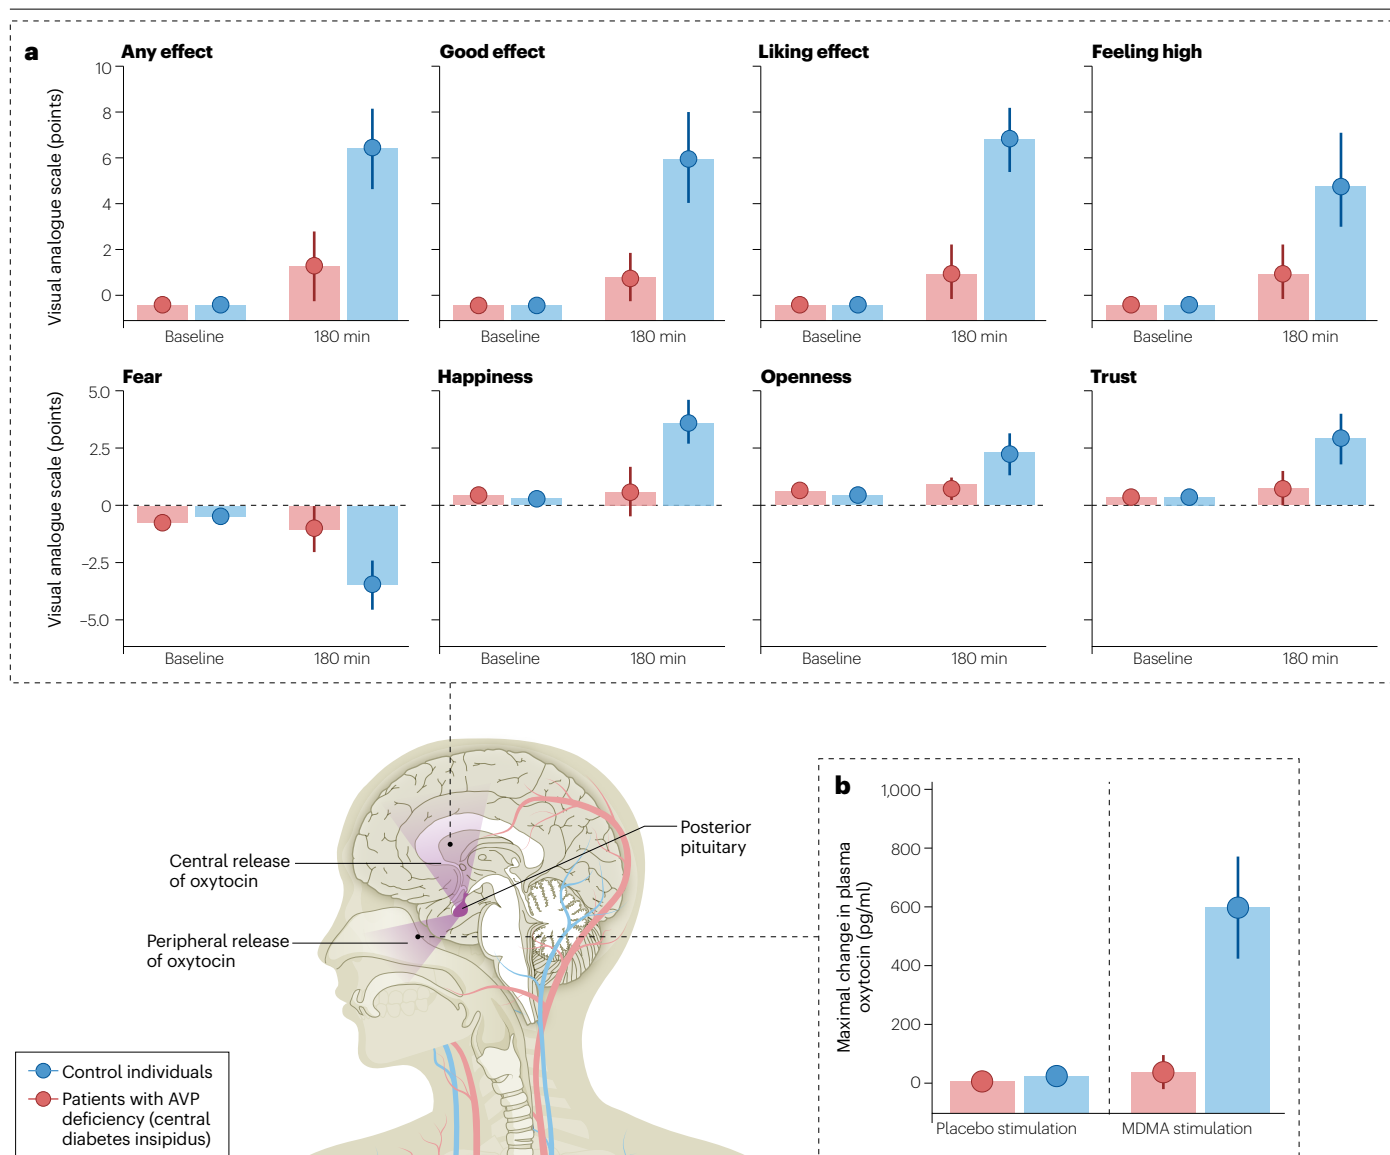 a
Any effect
Good effect
Liking effect
Feeling high
Visual analogue scale (points)
10
8
6
4
2
0
Baseline
180 min
Baseline
180 min
Baseline
180 min
Baseline
180 min
Fear
Happiness
Openness
Trust
Visual analogue scale (points)
5.0
2.5
0
–2.5
–5.0
Baseline
180 min
Baseline
180 min
Baseline
180 min
Baseline
180 min
Central release
of oxytocin
Peripheral release
of oxytocin
Posterior
pituitary
Control individuals
Patients with AVP
deficiency (central
diabetes insipidus)
b
Maximal change in plasma
oxytocin (pg/ml)
1,000
800
600
400
200
0
Placebo stimulation
MDMA stimulation